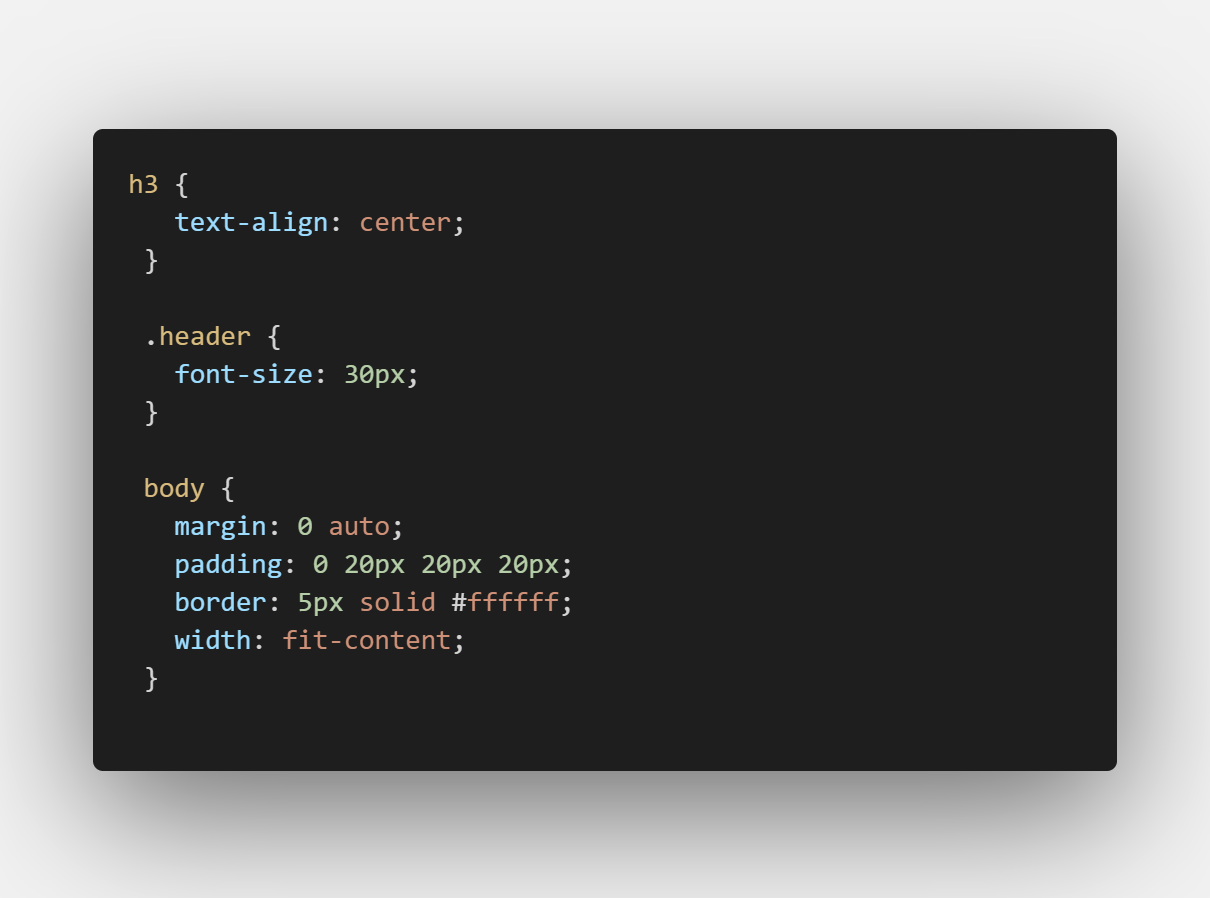 h3 {
   text-align: center;
 }

 .header {
   font-size: 30px;
 }

 body {
   margin: 0 auto;
   padding: 0 20px 20px 20px;
   border: 5px solid #ffffff;
   width: fit-content;
 }